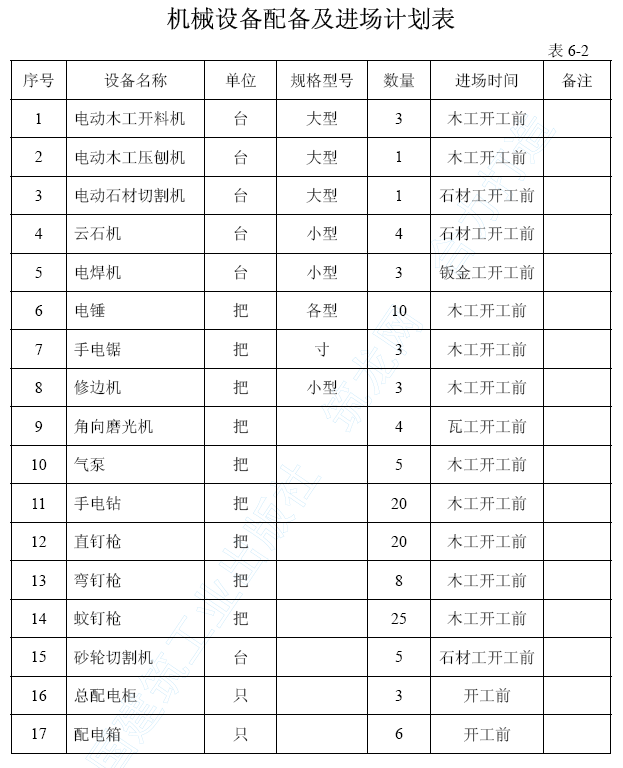 机械设备配备及进场计划表
表 6-2
序号 设备名称 单位 规格型号 数量 进场时间 备注
1 电动木工开料机 台 大型 3 木工开工前
2 电动木工压刨机 台 大型 1 木工开工前
3 电动石材切割机 台 大型 1 石材工开工前
4 云石机 台 小型 4 石材工开工前
5 电焊机 台 小型 3 钣金工开工前
6 电锤 把 各型 10 木工开工前
7 手电锯 把 寸 3 木工开工前
8 修边机 把 小型 3 木工开工前
9 角向磨光机 把 4 瓦工开工前
10 气泵 把 5 木工开工前
11 手电钻 把 20 木工开工前
12 直钉枪 把 20 木工开工前
13 弯钉枪 把 8 木工开工前
14 蚊钉枪 把 25 木工开工前
15 砂轮切割机 台 5 石材工开工前
16 总配电柜 只 3 开工前
17 配电箱 只 6 开工前